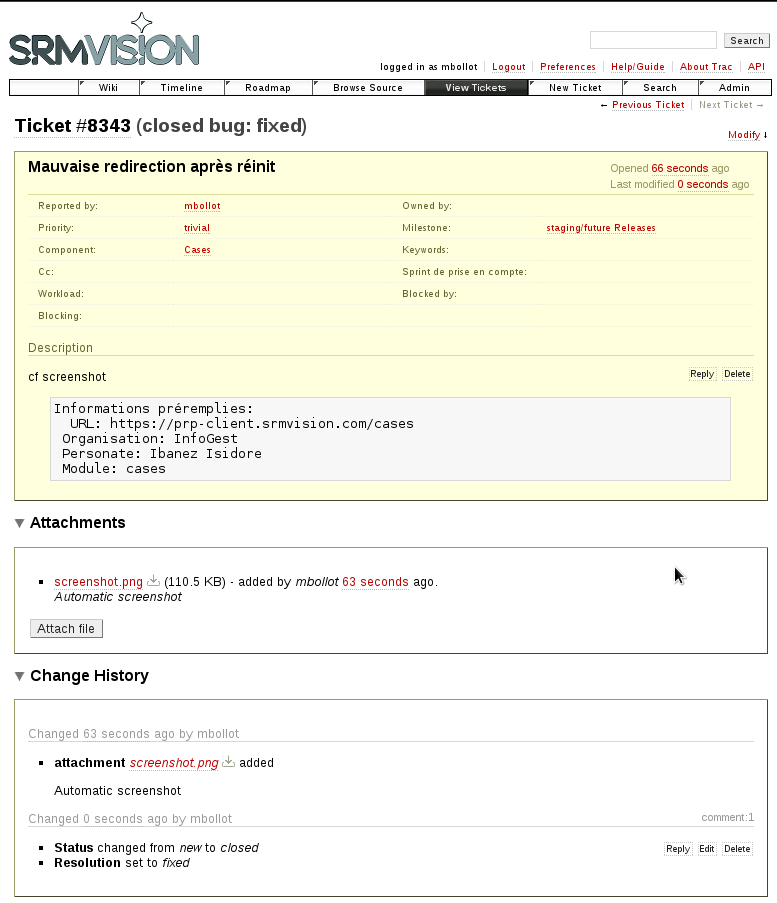 SRMVISION
Search
logged in as mbollot Logout Preferences Help/Guide About Trac API
Wiki Timeline Roadmap Browse Source View Tickets New Ticket Search Admin
← Previous Ticket Next Ticket →
Ticket #8343 (closed bug: fixed)
Modify ↓
Mauvaise redirection après réinit
Opened 66 seconds ago
Last modified 0 seconds ago
Reported by: mbollot Owned by:
Priority: trivial Milestone: staging/future Releases
Component: Cases Keywords:
Cc: Sprint de prise en compte:
Workload: Blocked by:
Blocking:
Description
cf screenshot Reply Delete
Informations préremplies:
URL: https://prp-client.srmvision.com/cases
Organisation: InfoGest
Personate: Ibanez Isidore
Module: cases
Attachments
screenshot.png (110.5 KB) - added by mbollot 63 seconds ago.
Automatic screenshot
Attach file
Change History
Changed 63 seconds ago by mbollot
attachment screenshot.png added
Automatic screenshot
Changed 0 seconds ago by mbollot comment:1
Status changed from new to closed Reply Edit Delete
Resolution set to fixed